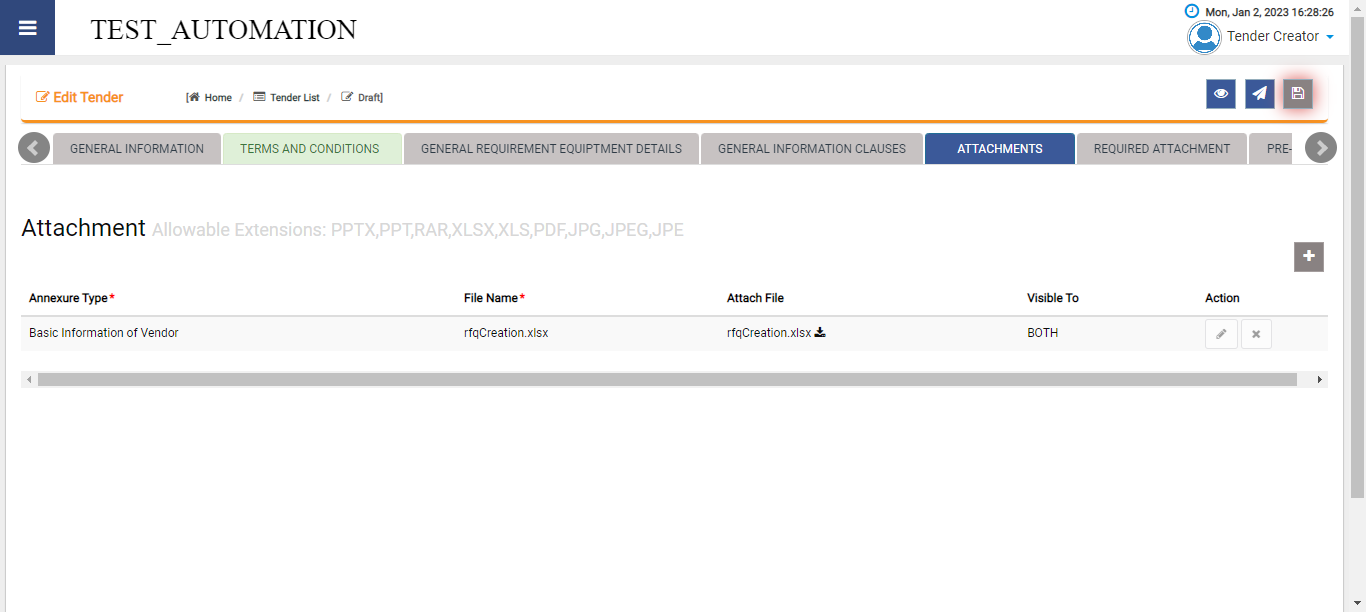 TEST_AUTOMATION
Mon, Jan 2, 2023 16:28:26
Tender Creator
Edit Tender
[Home / Tender List / Draft]
GENERAL INFORMATION
TERMS AND CONDITIONS
GENERAL REQUIREMENT EQUIPTMENT DETAILS
GENERAL INFORMATION CLAUSES
ATTACHMENTS
REQUIRED ATTACHMENT
PRE-
Attachment Allowable Extensions: PPTX,PPT,RAR,XLSX,XLS,PDF,JPG,JPEG,JPE
Annexure Type* File Name* Attach File Visible To Action
Basic Information of Vendor rfqCreation.xlsx rfqCreation.xlsx BOTH